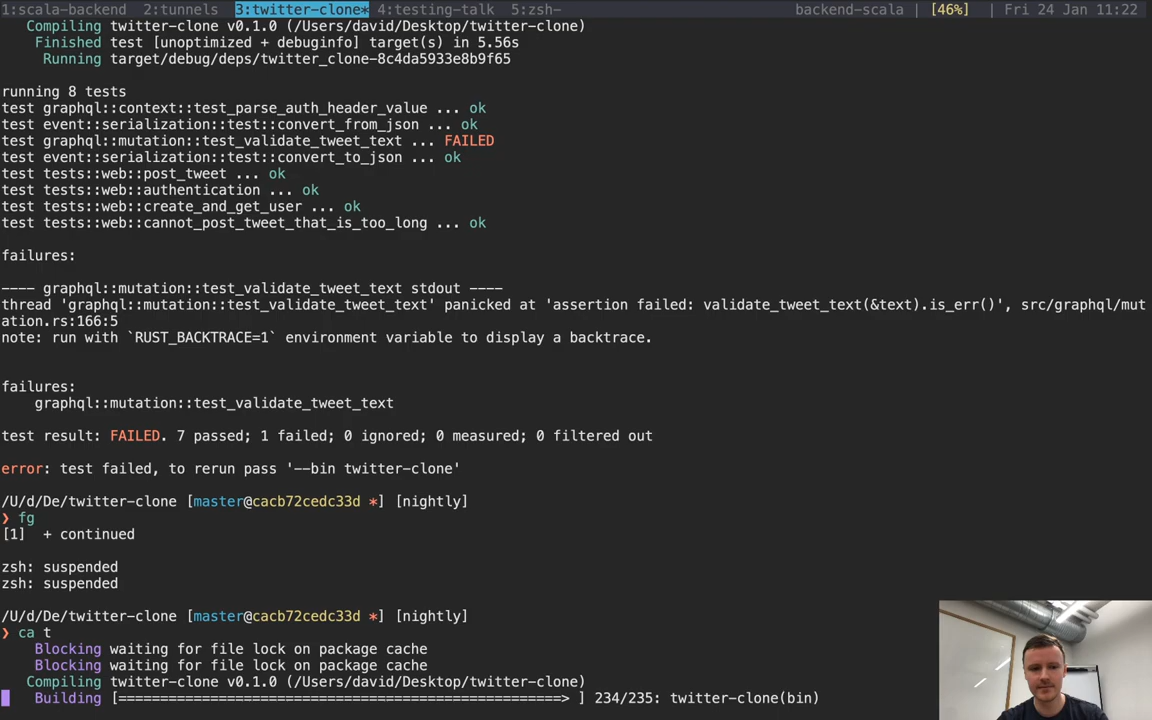 1:scala-backend 2:tunnels 3:twitter-clone* 4:testing-talk 5:zsh- backend-scala | [46%] | Fri 24 Jan 11:22
Compiling twitter-clone v0.1.0 (/Users/david/Desktop/twitter-clone)
Finished test [unoptimized + debuginfo] target(s) in 5.56s
Running target/debug/deps/twitter_clone-8c4da5933e8b9f65
running 8 tests
test graphql::context::test_parse_auth_header_value ... ok
test event::serialization::test::convert_from_json ... ok
test graphql::mutation::test_validate_tweet_text ... FAILED
test event::serialization::test::convert_to_json ... ok
test tests::web::post_tweet ... ok
test tests::web::authentication ... ok
test tests::web::create_and_get_user ... ok
test tests::web::cannot_post_tweet_that_is_too_long ... ok
failures:
---- graphql::mutation::test_validate_tweet_text stdout ----
thread 'graphql::mutation::test_validate_tweet_text' panicked at 'assertion failed: validate_tweet_text(&text).is_err()', src/graphql/mut
ation.rs:166:5
note: run with `RUST_BACKTRACE=1` environment variable to display a backtrace.
failures:
graphql::mutation::test_validate_tweet_text
test result: FAILED. 7 passed; 1 failed; 0 ignored; 0 measured; 0 filtered out
error: test failed, to rerun pass '--bin twitter-clone'
/U/d/De/twitter-clone [master@cacb72cedc33d *] [nightly]
❯ fg
[1] + continued
zsh: suspended
zsh: suspended
/U/d/De/twitter-clone [master@cacb72cedc33d *] [nightly]
❯ ca t
Blocking waiting for file lock on package cache
Blocking waiting for file lock on package cache
Compiling twitter-clone v0.1.0 (/Users/david/Desktop/twitter-clone)
Building [=====================================================> ] 234/235: twitter-clone(bin)